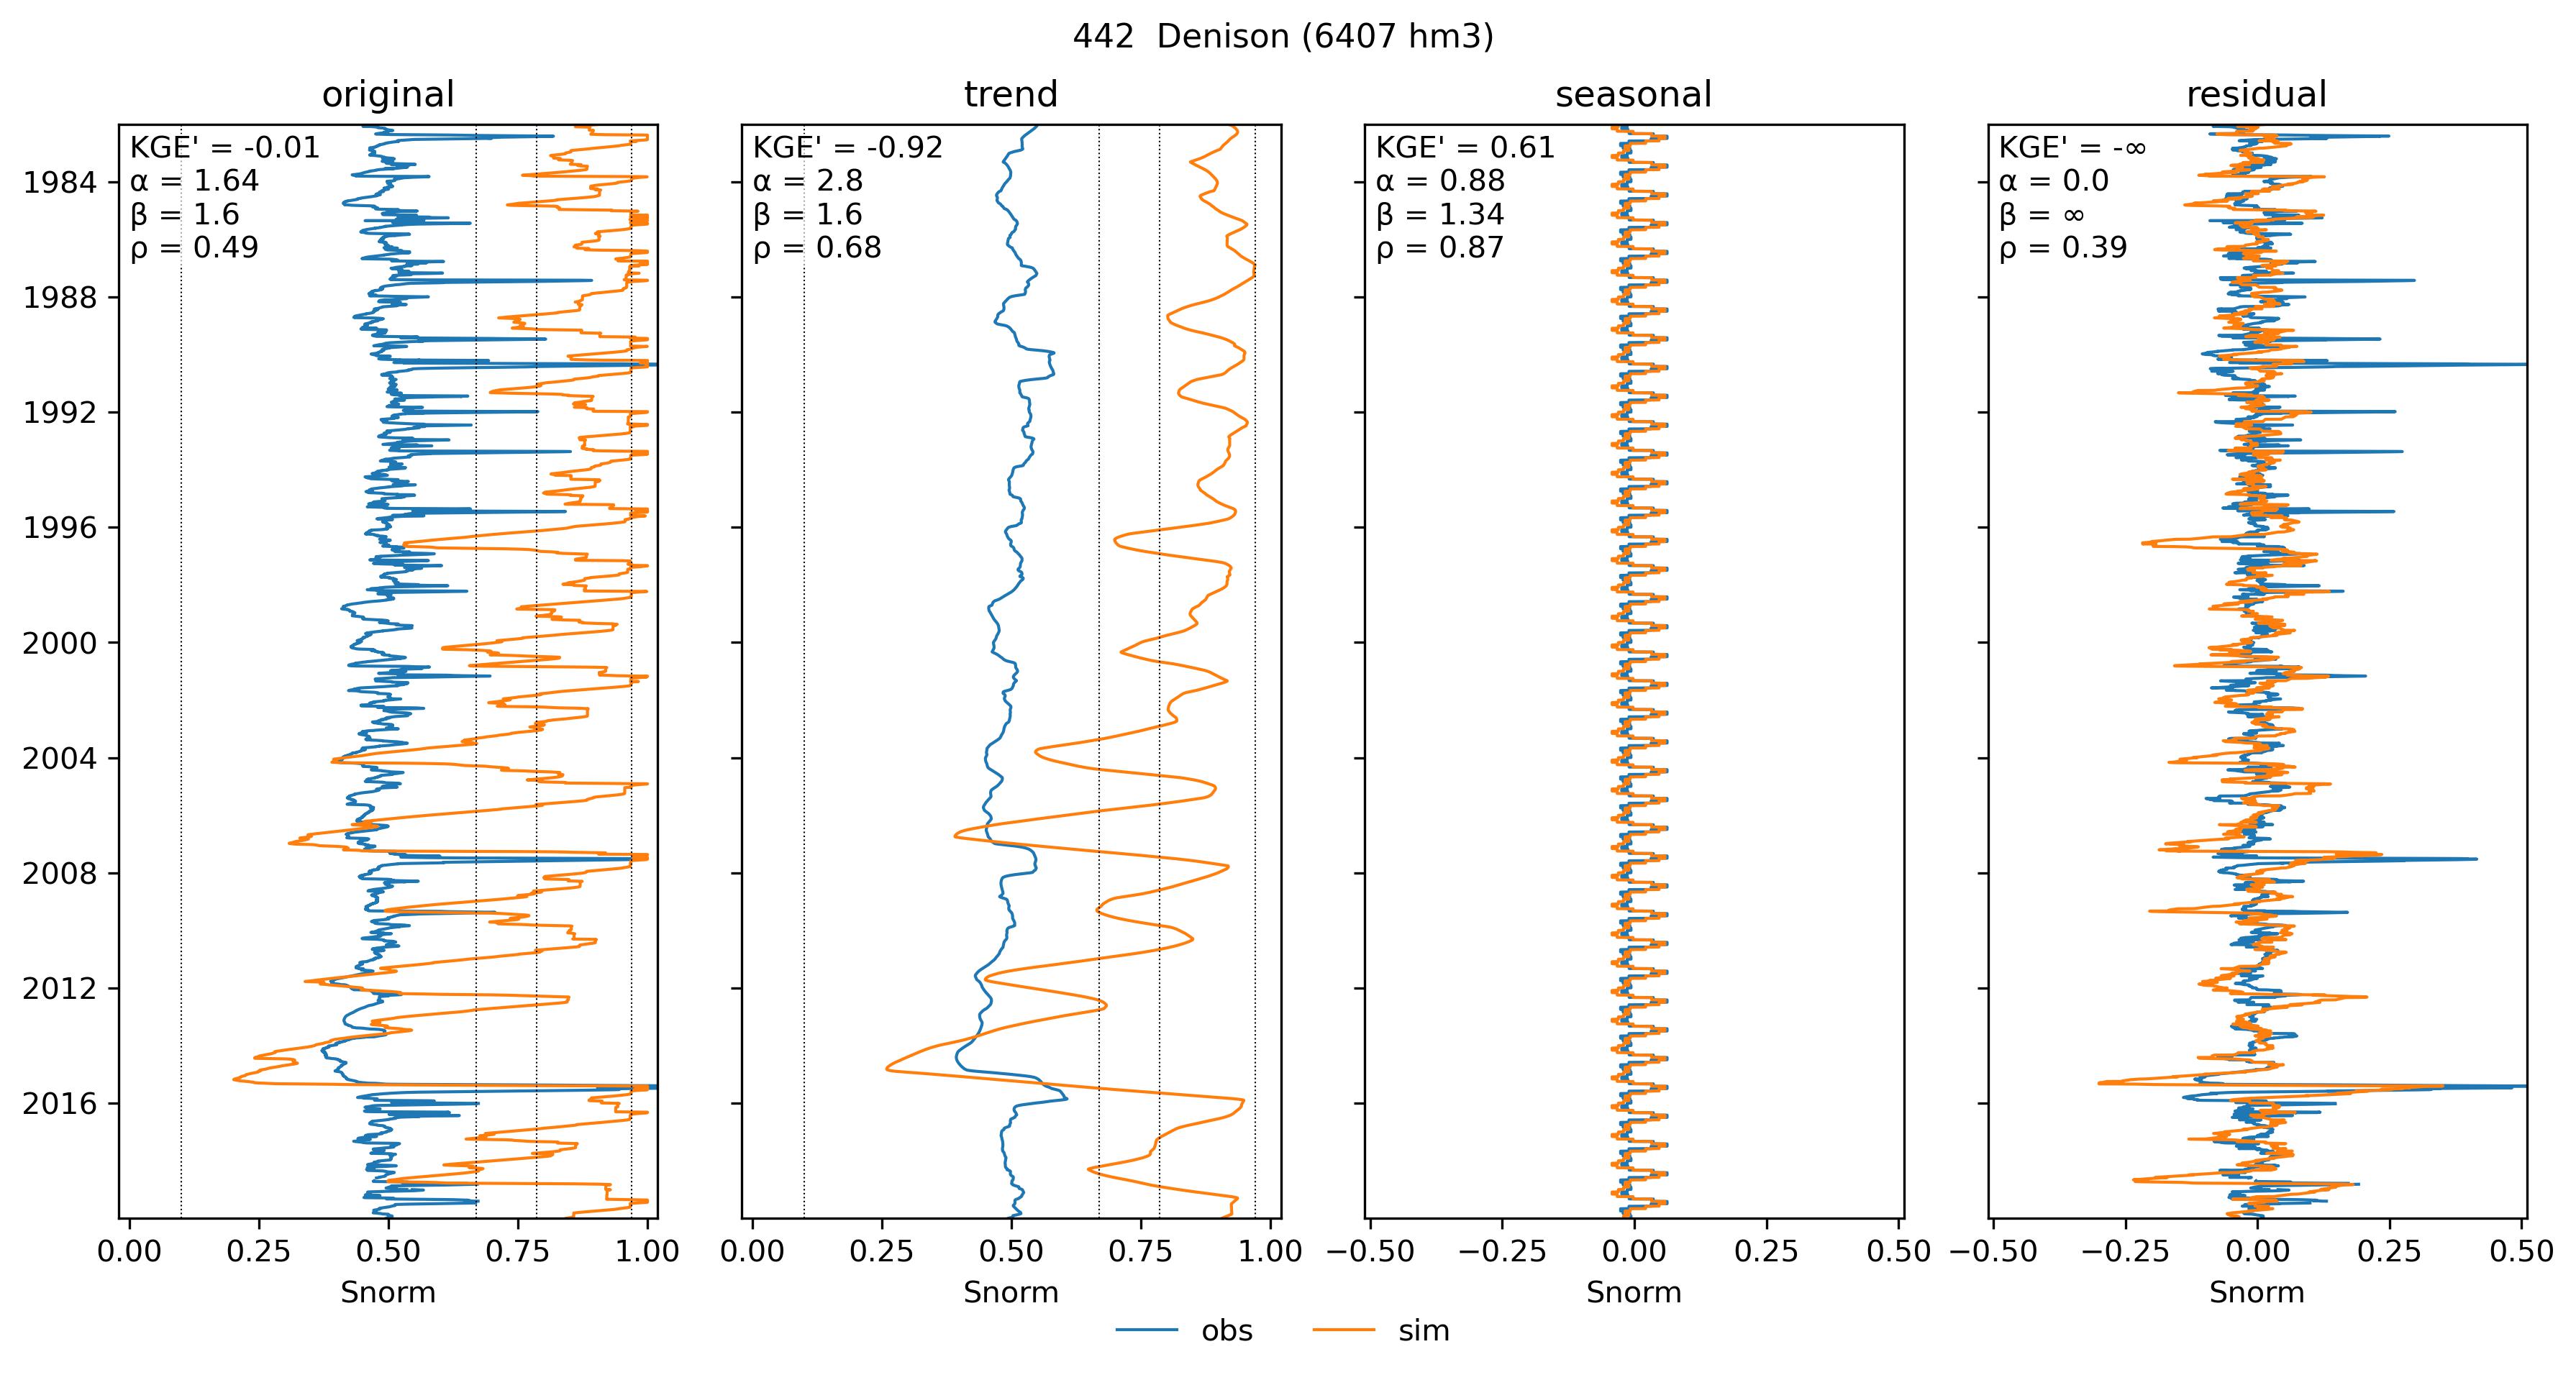 442  Denison (6407 hm3)
original
trend
seasonal
residual
KGE' = -0.01
α = 1.64
β = 1.6
ρ = 0.49
KGE' = -0.92
α = 2.8
β = 1.6
ρ = 0.68
KGE' = 0.61
α = 0.88
β = 1.34
ρ = 0.87
KGE' = -∞
α = 0.0
β = ∞
ρ = 0.39
1984
1988
1992
1996
2000
2004
2008
2012
2016
0.00 0.25 0.50 0.75 1.00
0.00 0.25 0.50 0.75 1.00
−0.50 −0.25 0.00 0.25 0.50
−0.50 −0.25 0.00 0.25 0.50
Snorm
Snorm
Snorm
Snorm
obs sim